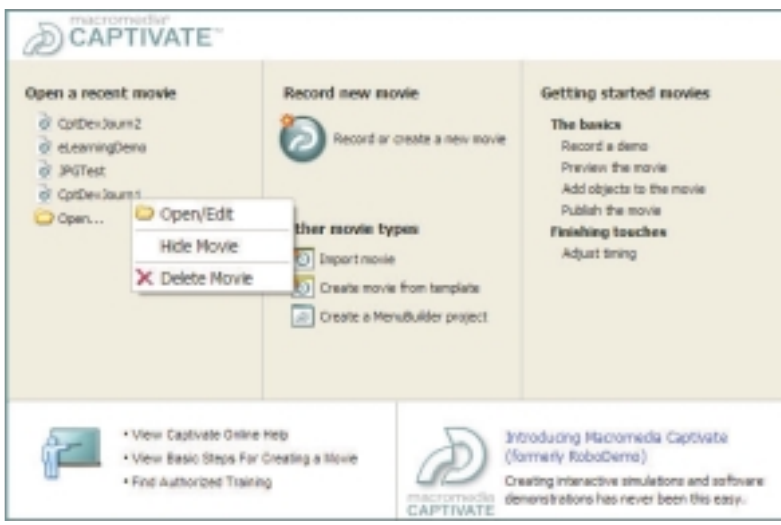 macromedia
CAPTIVATE™
Open a recent movie
CptDevJourn2
eLearningDemo
JPGTest
CptDevJourn1
Open...
Open/Edit
Hide Movie
Delete Movie
Record new movie
Record or create a new movie
ther movie types
Import movie
Create movie from template
Create a MenuBuilder project
Getting started movies
The basics
Record a demo
Preview the movie
Add objects to the movie
Publish the movie
Finishing touches
Adjust timing
• View Captivate Online Help
• View Basic Steps For Creating a Movie
• Find Authorized Training
macromedia
CAPTIVATE
Introducing Macromedia Captivate
(formerly RoboDemo)
Creating interactive simulations and software
demonstrations has never been this easy.